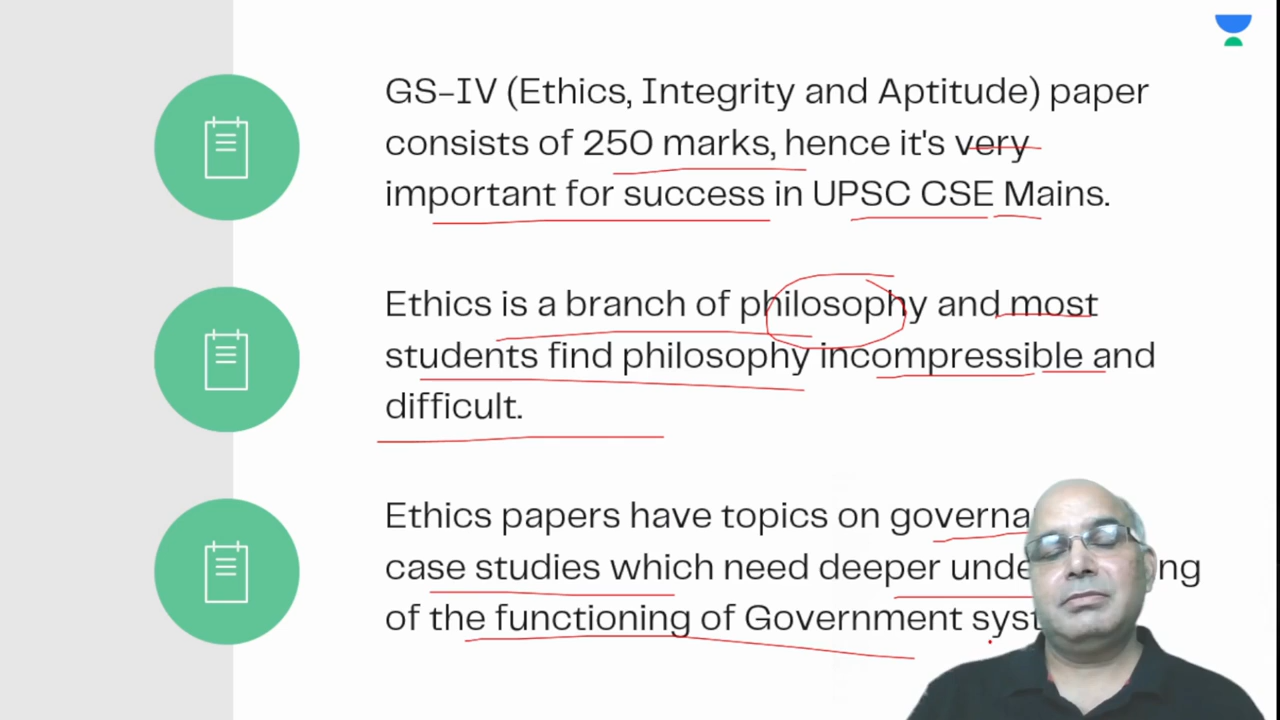 GS-IV (Ethics, Integrity and Aptitude) paper
consists of 250 marks, hence it's very
important for success in UPSC CSE Mains.
Ethics is a branch of philosophy and most
students find philosophy incompressible and
difficult.
Ethics papers have topics on
case studies which need deeper
of the functioning of Government